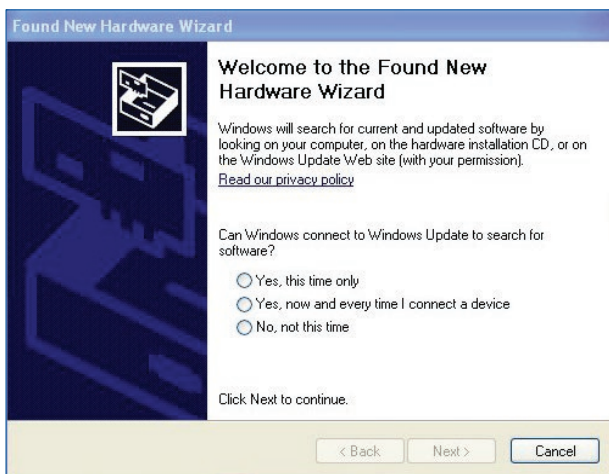 Found New Hardware Wizard
Welcome to the Found New
Hardware Wizard
Windows will search for current and updated software by
looking on your computer, on the hardware installation CD, or on
the Windows Update Web site (with your permission).
Read our privacy policy
Can Windows connect to Windows Update to search for
software?
Yes, this time only
Yes, now and every time I connect a device
No, not this time
Click Next to continue.
< Back Next > Cancel